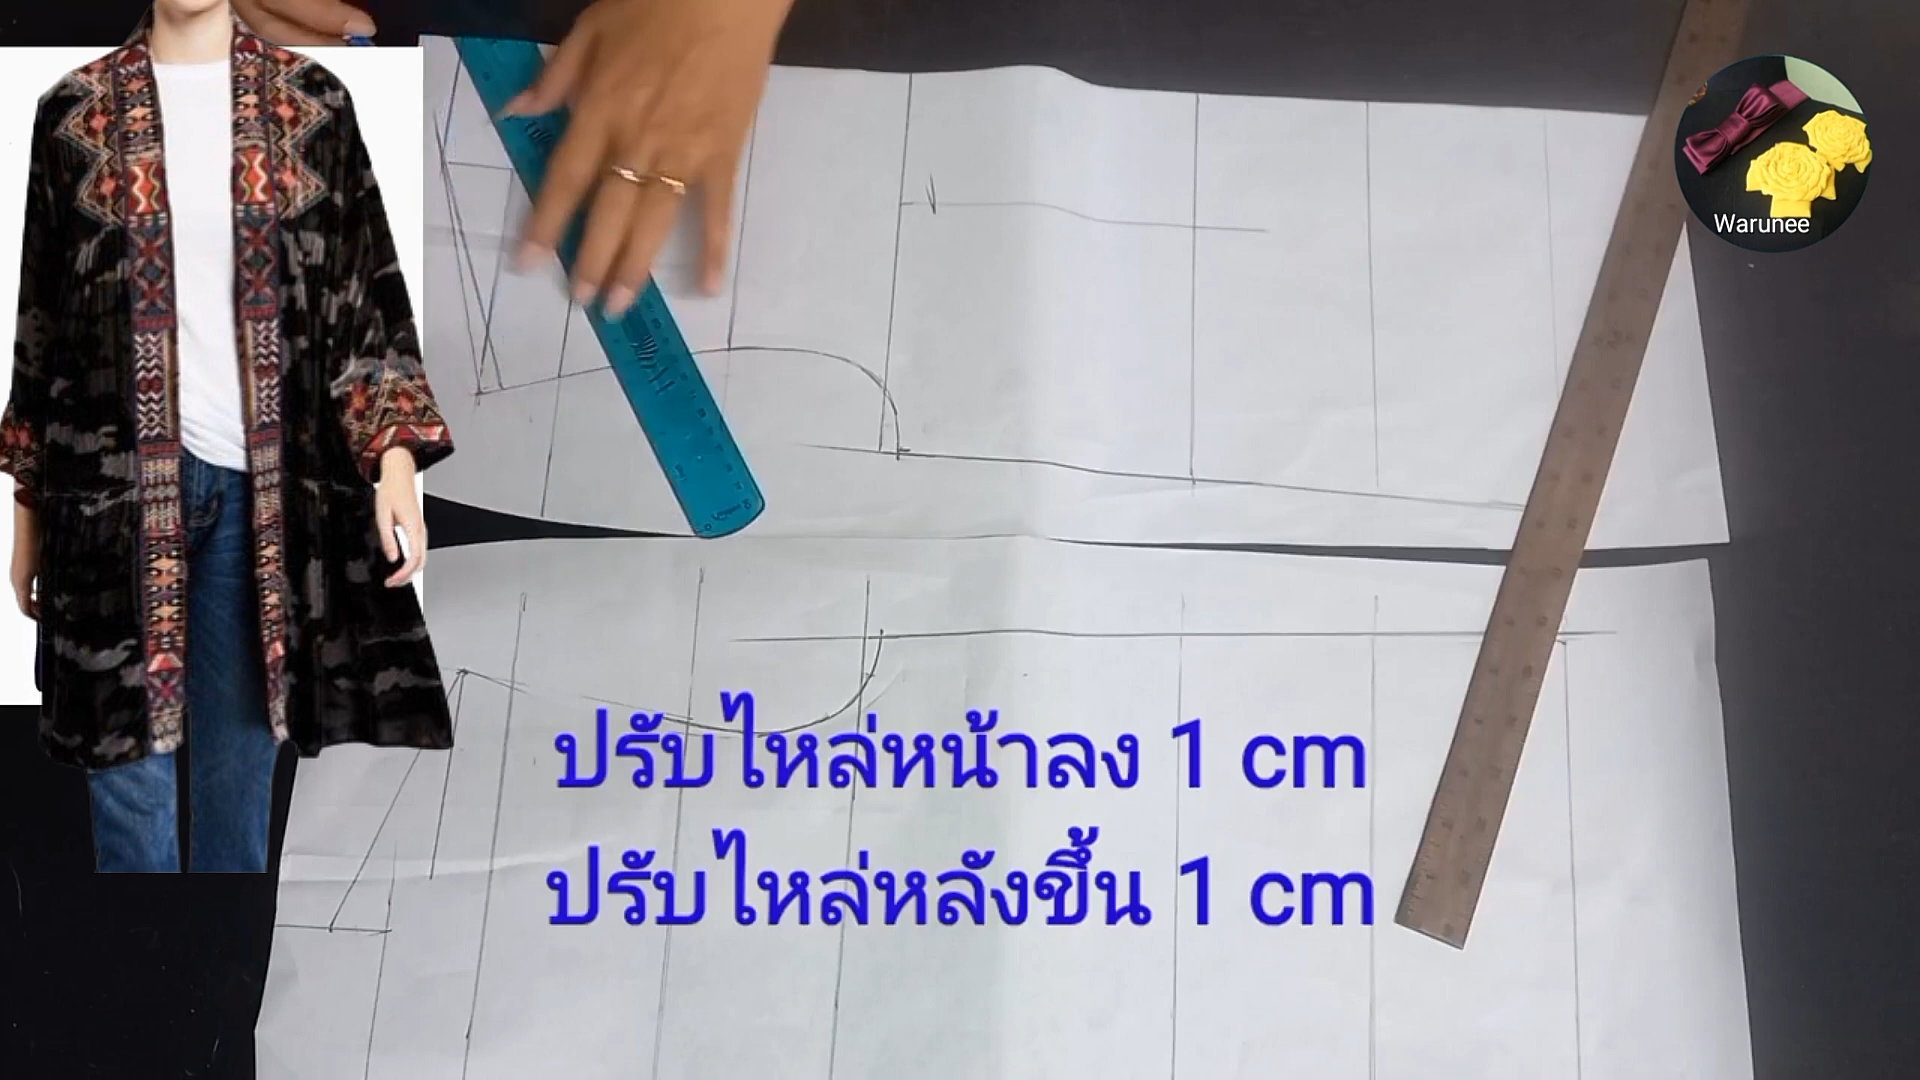 Warunee
ปรับไหล่หน้าลง 1 cm
ปรับไหล่หลังขึ้น 1 cm